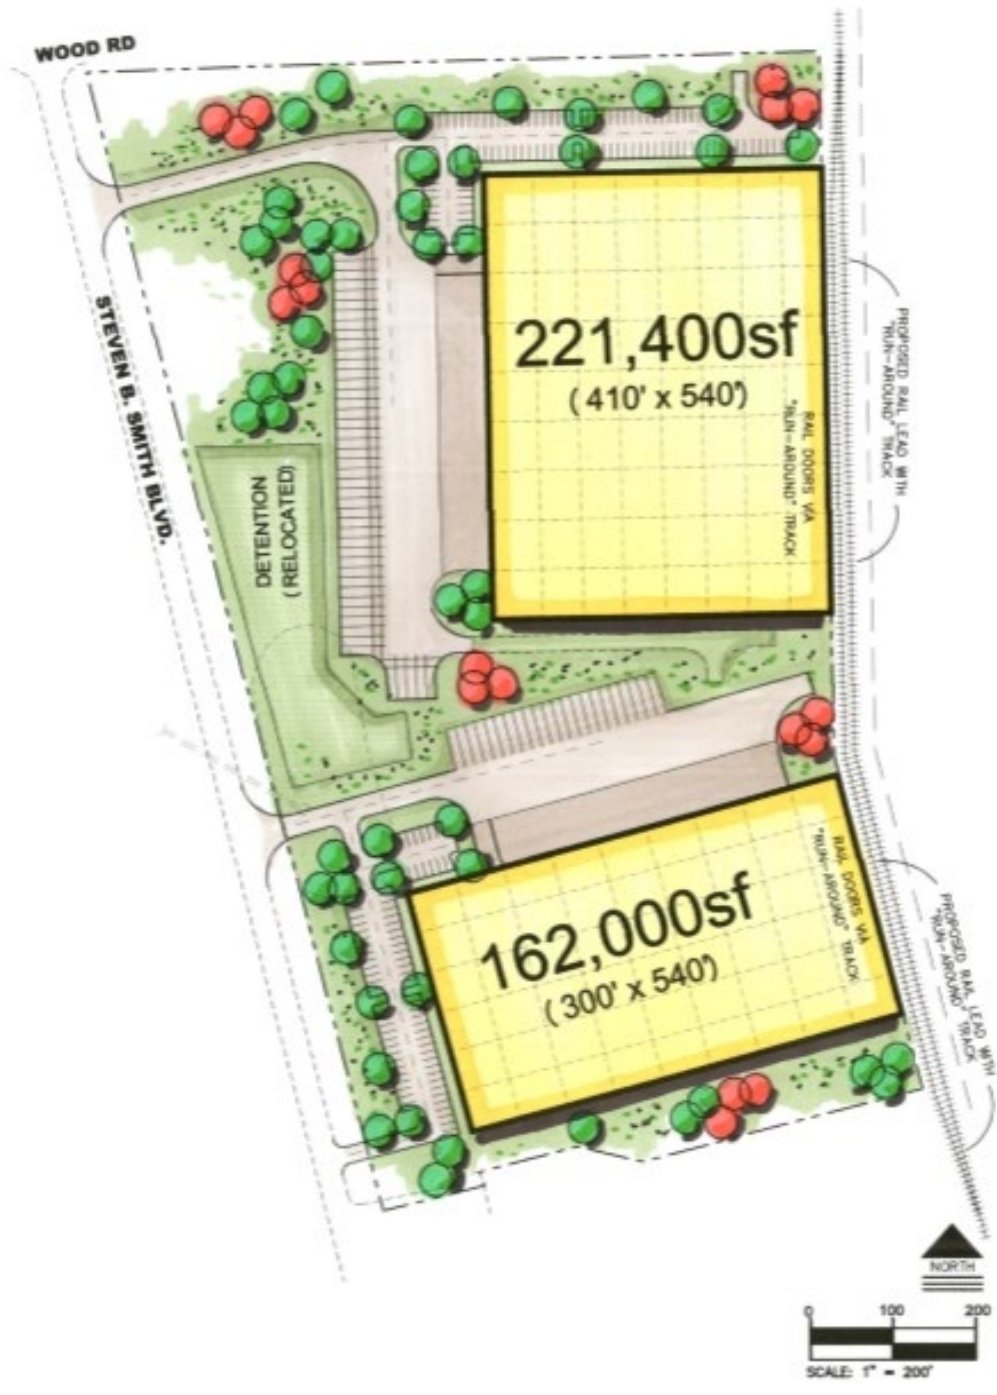 WOOD RD
STEVEN B. SMITH BLVD.
221,400sf
(410' x 540')
RAIL DOORS VIA
"RUN-AROUND" TRACK
PROPOSED RAIL LEAD WITH
"RUN-AROUND" TRACK
DETENTION
(RELOCATED)
162,000sf
(300' x 540')
RAIL DOORS VIA
"RUN-AROUND" TRACK
PROPOSED RAIL LEAD WITH
"RUN-AROUND" TRACK
NORTH
0 100 200
SCALE: 1" = 200'